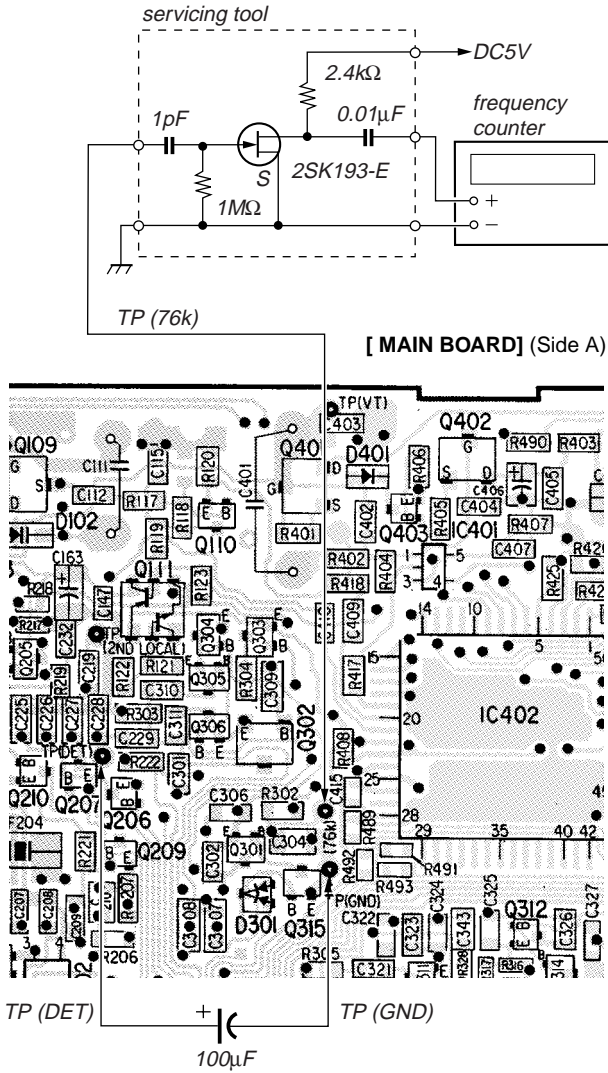 servicing tool
DC5V
2.4kΩ
0.01µF
frequency
counter
1pF
S
2SK193-E
1MΩ
+
−
TP (76k)
[ MAIN BOARD] (Side A)
TP(VT)
Q109
C111
C115
R120
C401
Q40
C403
D401
R406
Q402
G
S
D
R490
R403
C406
C405
C404
R407
C407
IC401
R405
Q403
C402
R404
R402
R418
R401
C112
R117
R118
R119
Q110
D102
C163
Q111
R123
R218
R217
C147
C232
Q205
R219
C219
R122
R121
C310
(2ND LOCAL)
Q304
Q303
Q305
R304
C309
C409
R417
R425
R42
14
10
5
15
20
25
28
29
35
40
42
IC402
C225
C226
C227
C228
R303
C229
R222
C311
Q306
C301
Q302
R408
C415
R489
TP(DET)
Q210
Q207
Q206
Q209
C306
R302
C304
Q301
C302
(76k)
R492
R491
R493
F204
R221
C207
C208
C209
R207
R206
D301
Q315
P(GND)
C322
C323
C324
C343
C325
Q312
C326
C327
R305
C321
R328
R316
TP (DET)
+
TP (GND)
100µF